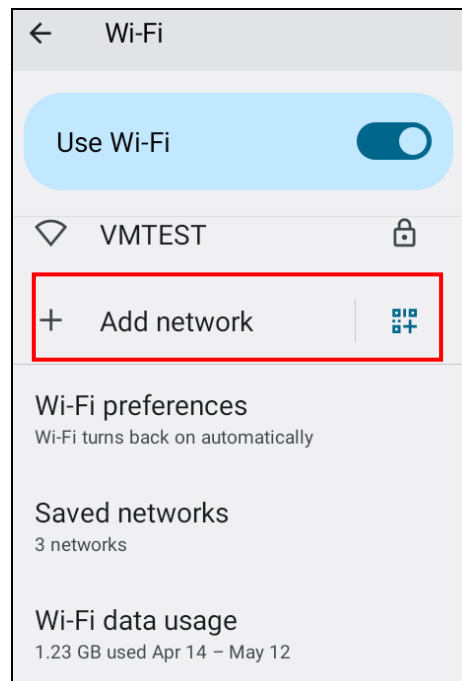 Wi-Fi
Use Wi-Fi
VMTEST
Add network
Wi-Fi preferences
Wi-Fi turns back on automatically
Saved networks
3 networks
Wi-Fi data usage
1.23 GB used Apr 14 – May 12